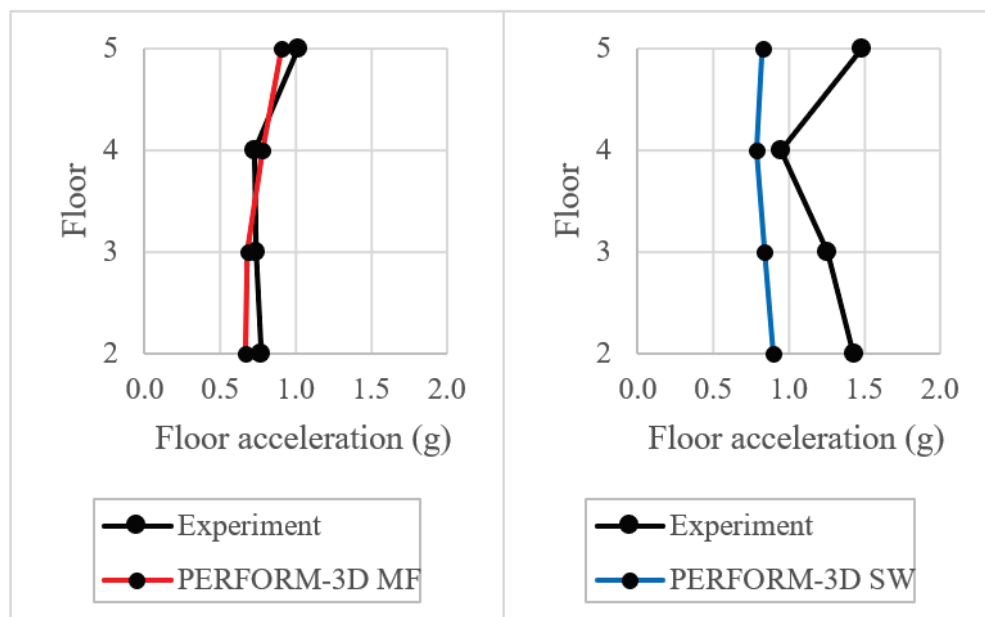 5
4
3
2
Floor
0.0 0.5 1.0 1.5 2.0
Floor acceleration (g)
Experiment
PERFORM-3D MF
5
4
3
2
Floor
0.0 0.5 1.0 1.5 2.0
Floor acceleration (g)
Experiment
PERFORM-3D SW